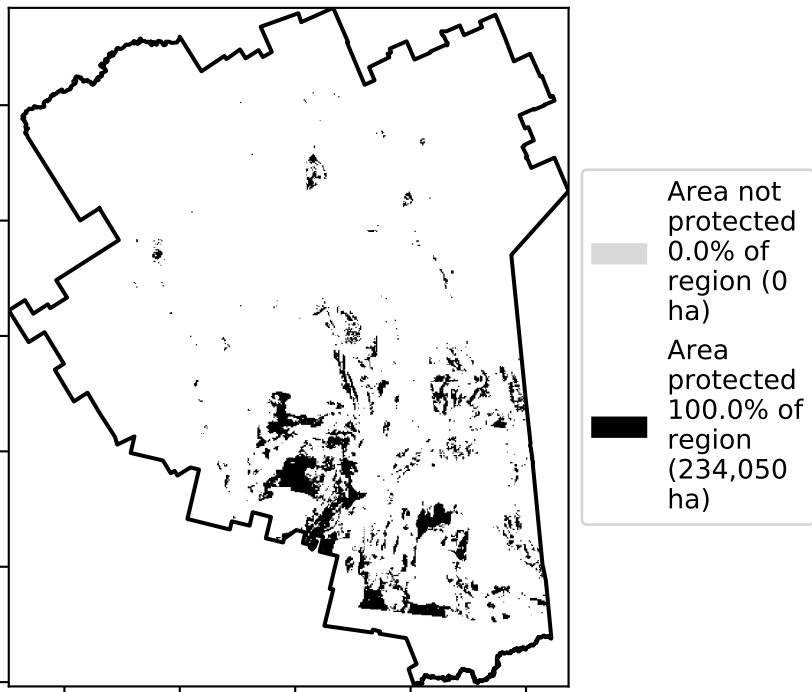 Area not
protected
0.0% of
region (0
ha)
Area
protected
100.0% of
region
(234,050
ha)